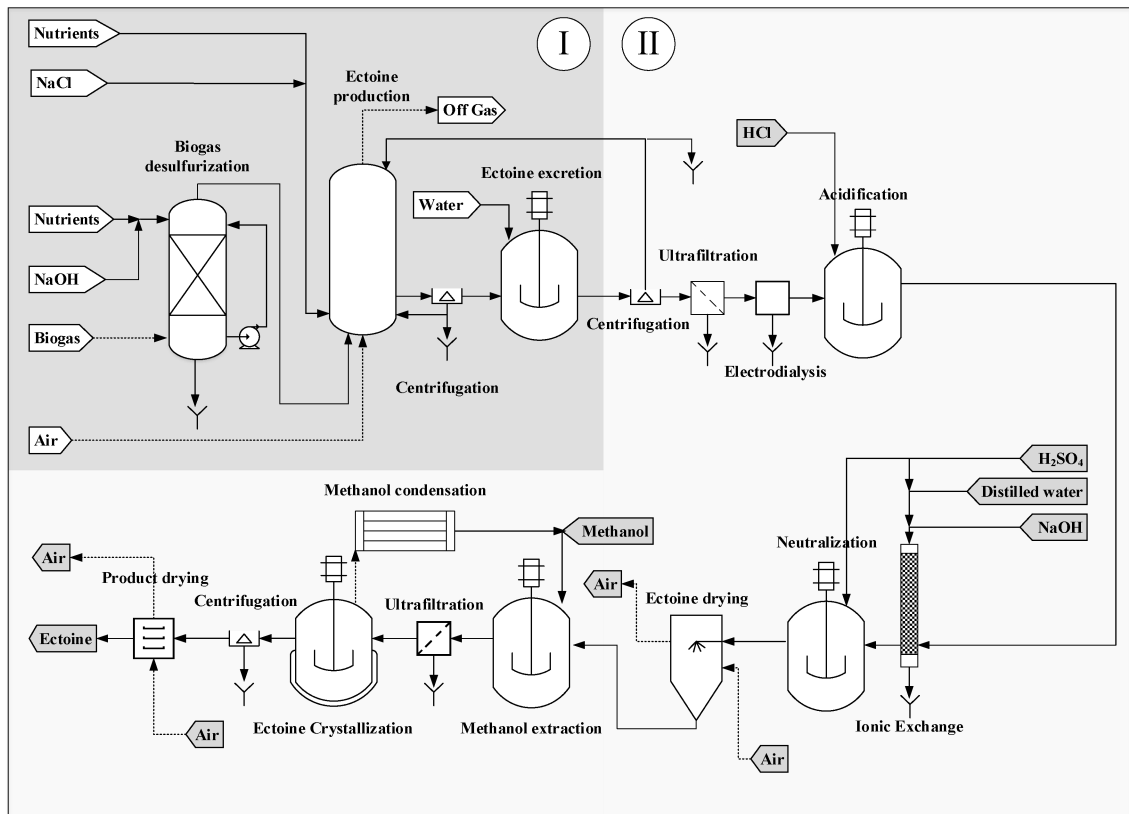 Nutrients
I
II
NaCl
Ectoine
production
Off Gas
HCl
Biogas
desulfurization
Ectoine excretion
Acidification
Water
Nutrients
Ultrafiltration
NaOH
Centrifugation
Biogas
Electrodialysis
Centrifugation
Air
H₂SO₄
Methanol condensation
Distilled water
Methanol
NaOH
Neutralization
Air
Product drying
Air
Ectoine drying
Centrifugation
Ultrafiltration
Ectoine
Ectoine Crystallization
Methanol extraction
Ionic Exchange
Air
Air